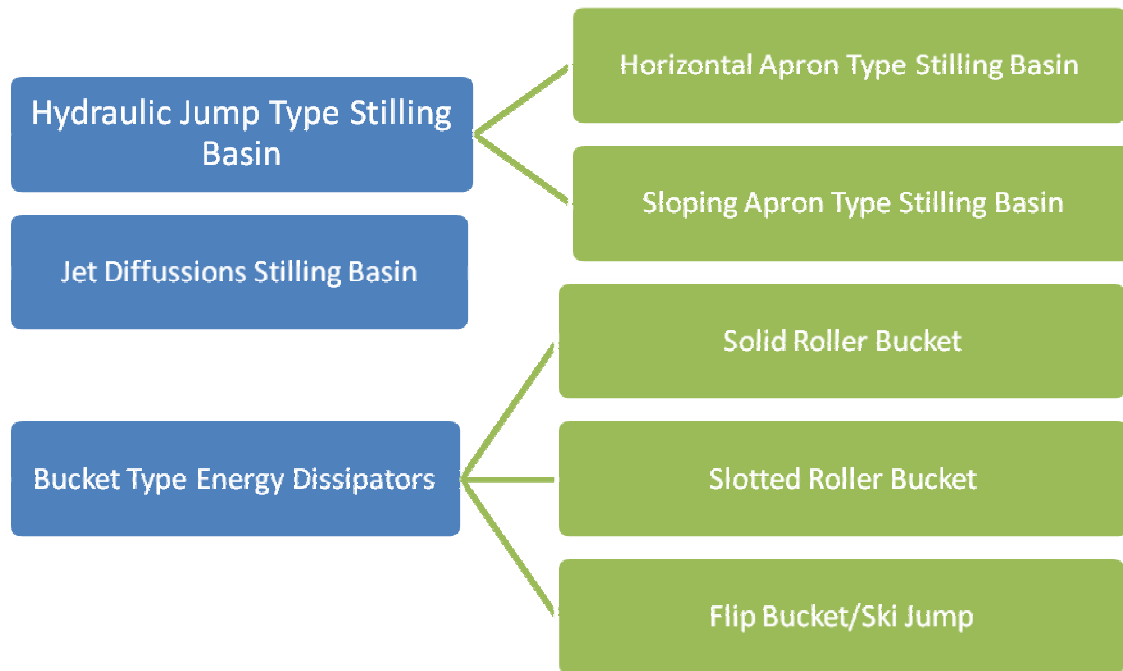 Hydraulic Jump Type Stilling
Basin
Horizontal Apron Type Stilling Basin
Sloping Apron Type Stilling Basin
Jet Diffussions Stilling Basin
Bucket Type Energy Dissipators
Solid Roller Bucket
Slotted Roller Bucket
Flip Bucket/Ski Jump